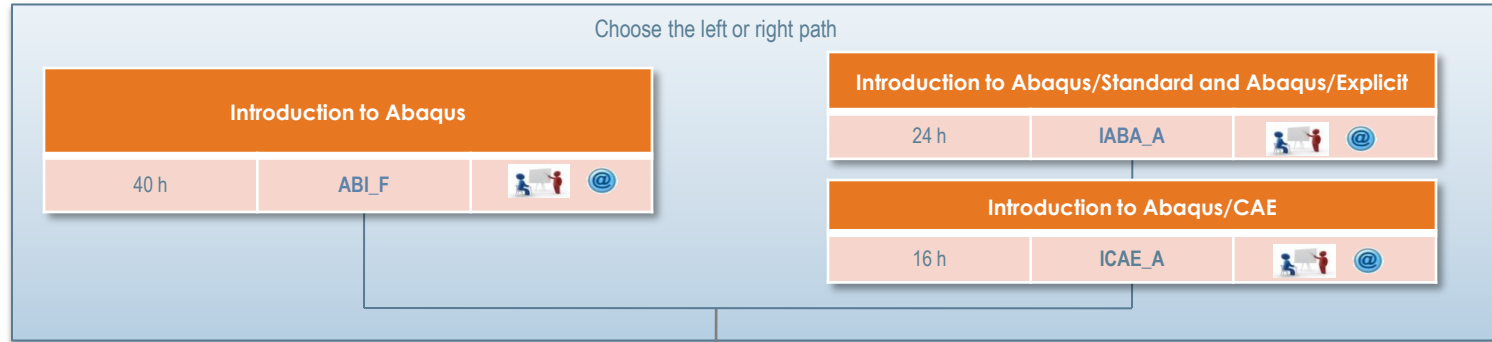 Choose the left or right path
Introduction to Abaqus
40 h ABI_F @
Introduction to Abaqus/Standard and Abaqus/Explicit
24 h IABA_A @
Introduction to Abaqus/CAE
16 h ICAE_A @